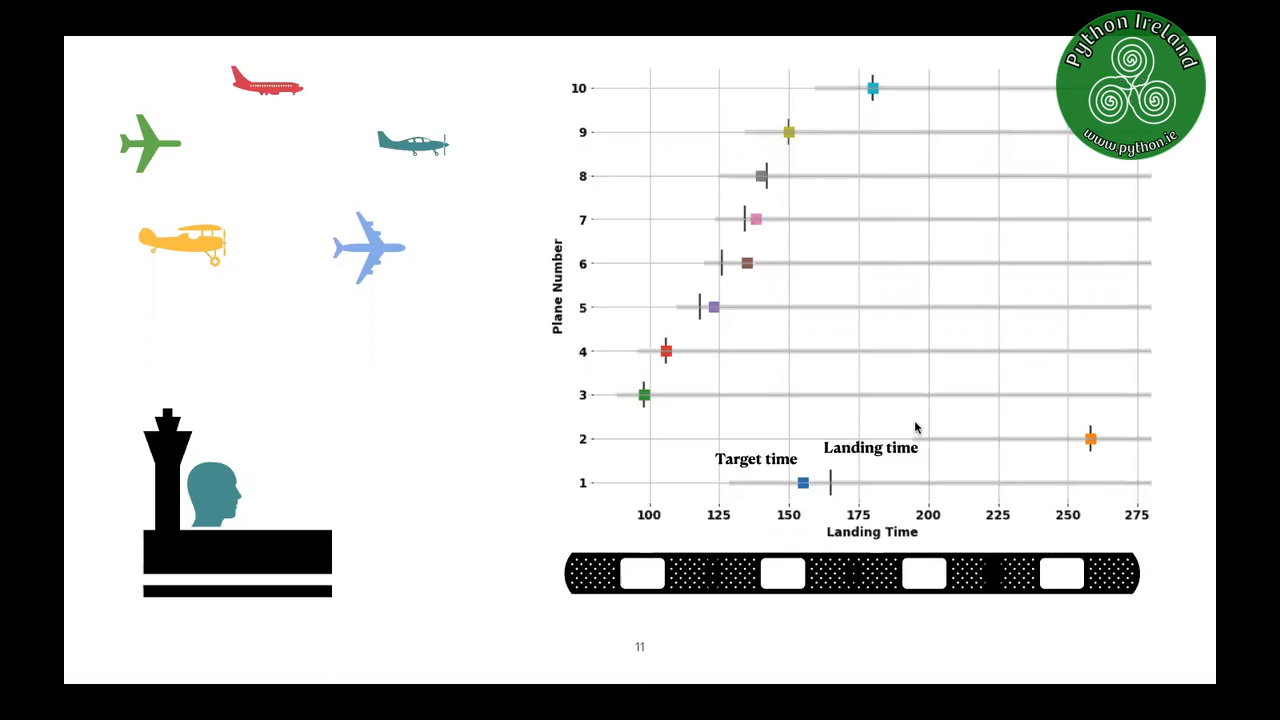 Python Ireland
www.python.ie
10
9
8
7
6
5
4
3
2
1
Plane Number
Target time
Landing time
100 125 150 175 200 225 250 275
Landing Time
11